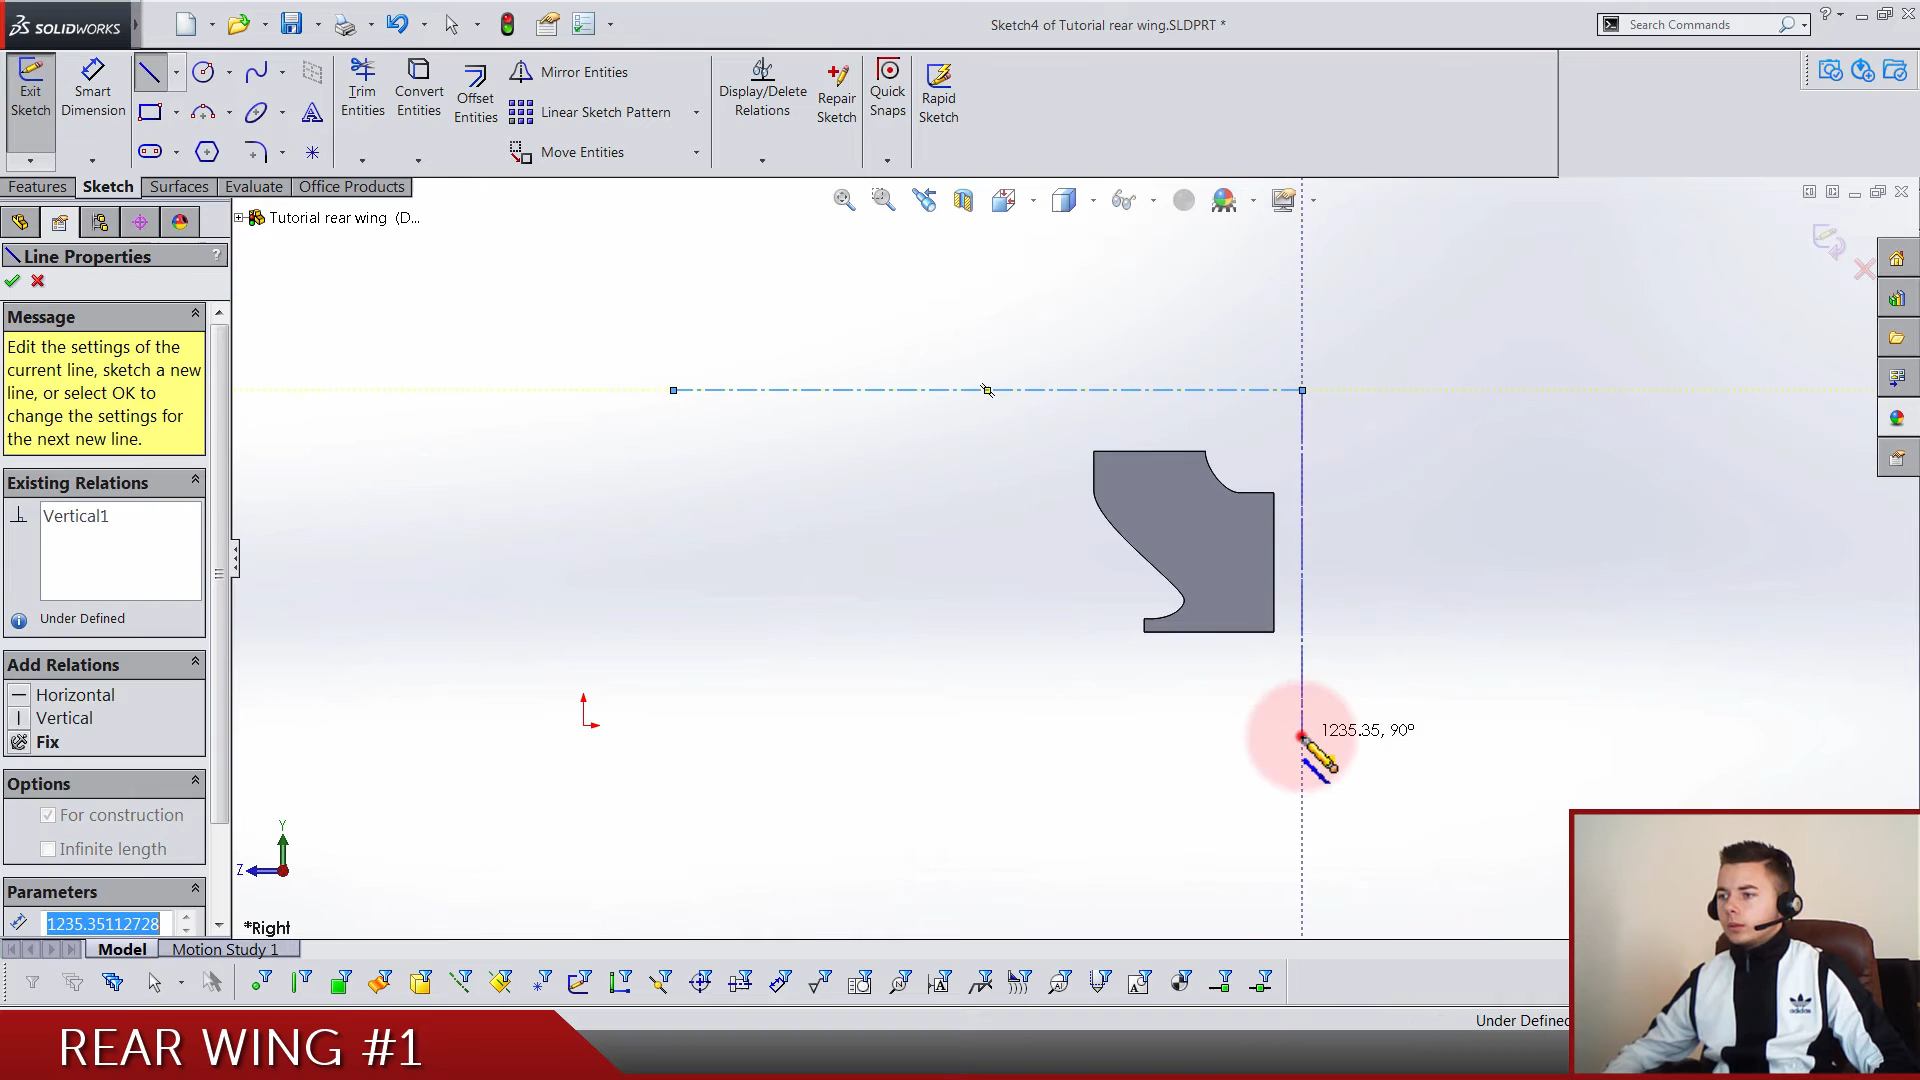 SOLIDWORKS
Sketch4 of Tutorial rear wing.SLDPRT *
Search Commands
Exit Sketch
Smart Dimension
Trim Entities
Convert Entities
Offset Entities
Mirror Entities
Linear Sketch Pattern
Move Entities
Display/Delete Relations
Repair Sketch
Quick Snaps
Rapid Sketch
Features
Sketch
Surfaces
Evaluate
Office Products
Tutorial rear wing (D...
Line Properties
?
Message
Edit the settings of the
current line, sketch a new
line, or select OK to
change the settings for
the next new line.
Existing Relations
Vertical1
Under Defined
Add Relations
Horizontal
Vertical
Fix
Options
For construction
Infinite length
Parameters
1235.35112728
1235.35, 90°
Y
Z
*Right
Model
Motion Study 1
Under Define
REAR WING #1
adidas